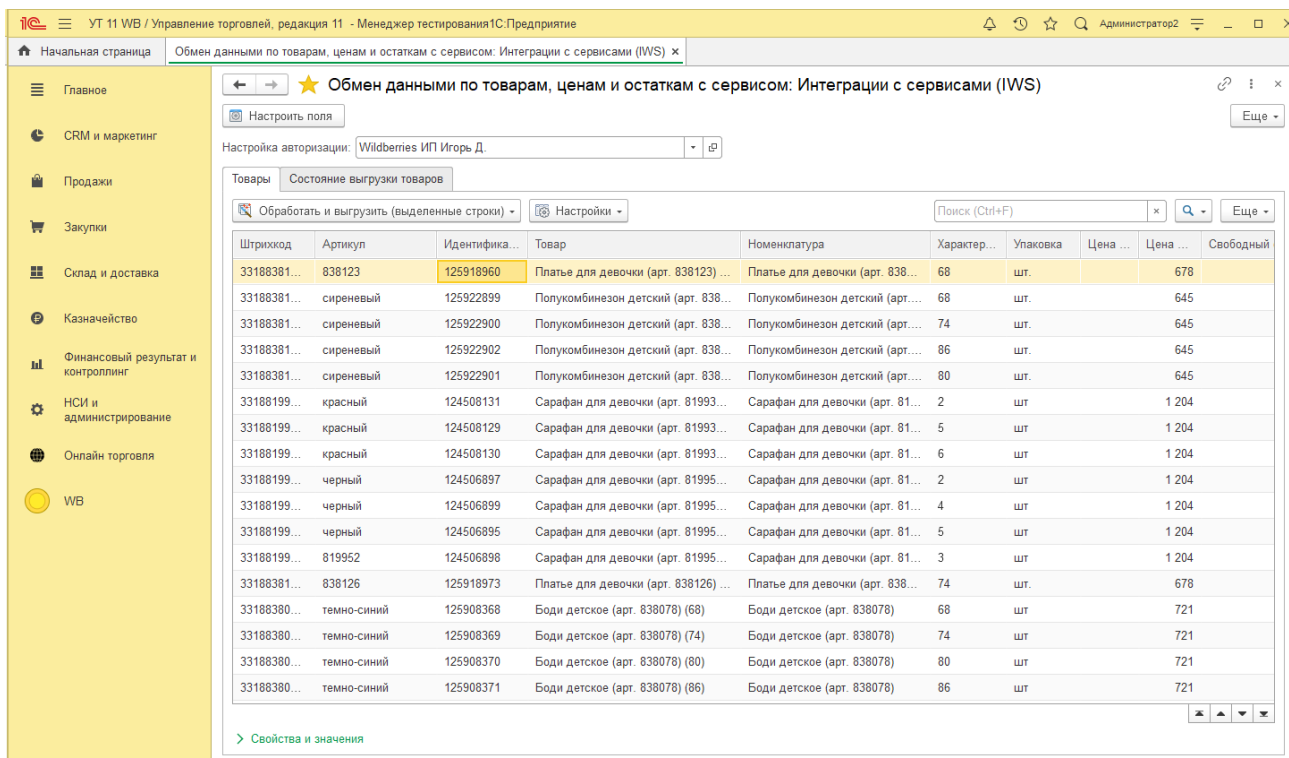 1С УТ 11 WB / Управление торговлей, редакция 11 - Менеджер тестирования1С:Предприятие Администратор2
Начальная страница Обмен данными по товарам, ценам и остаткам с сервисом: Интеграции с сервисами (IWS) ×
Главное
CRM и маркетинг
Продажи
Закупки
Склад и доставка
Казначейство
Финансовый результат и
контроллинг
НСИ и
администрирование
Онлайн торговля
WB
Обмен данными по товарам, ценам и остаткам с сервисом: Интеграции с сервисами (IWS)
Настроить поля Еще
Настройка авторизации: Wildberries ИП Игорь Д.
Товары Состояние выгрузки товаров
Обработать и выгрузить (выделенные строки) Настройки Поиск (Ctrl+F) × Еще
Штрихкод Артикул Идентифика... Товар Номенклатура Характер... Упаковка Цена ... Цена ... Свободный
33188381... 838123 125918960 Платье для девочки (арт. 838123) ... Платье для девочки (арт. 838... 68 шт. 678
33188381... сиреневый 125922899 Полукомбинезон детский (арт. 838... Полукомбинезон детский (арт.... 68 шт. 645
33188381... сиреневый 125922900 Полукомбинезон детский (арт. 838... Полукомбинезон детский (арт.... 74 шт. 645
33188381... сиреневый 125922902 Полукомбинезон детский (арт. 838... Полукомбинезон детский (арт.... 86 шт. 645
33188381... сиреневый 125922901 Полукомбинезон детский (арт. 838... Полукомбинезон детский (арт.... 80 шт. 645
33188199... красный 124508131 Сарафан для девочки (арт. 81993... Сарафан для девочки (арт. 81... 2 шт 1 204
33188199... красный 124508129 Сарафан для девочки (арт. 81993... Сарафан для девочки (арт. 81... 5 шт 1 204
33188199... красный 124508130 Сарафан для девочки (арт. 81993... Сарафан для девочки (арт. 81... 6 шт 1 204
33188199... черный 124506897 Сарафан для девочки (арт. 81995... Сарафан для девочки (арт. 81... 2 шт 1 204
33188199... черный 124506899 Сарафан для девочки (арт. 81995... Сарафан для девочки (арт. 81... 4 шт 1 204
33188199... черный 124506895 Сарафан для девочки (арт. 81995... Сарафан для девочки (арт. 81... 5 шт 1 204
33188199... 819952 124506898 Сарафан для девочки (арт. 81995... Сарафан для девочки (арт. 81... 3 шт 1 204
33188381... 838126 125918973 Платье для девочки (арт. 838126) ... Платье для девочки (арт. 838... 74 шт. 678
33188380... темно-синий 125908368 Боди детское (арт. 838078) (68) Боди детское (арт. 838078) 68 шт 721
33188380... темно-синий 125908369 Боди детское (арт. 838078) (74) Боди детское (арт. 838078) 74 шт 721
33188380... темно-синий 125908370 Боди детское (арт. 838078) (80) Боди детское (арт. 838078) 80 шт 721
33188380... темно-синий 125908371 Боди детское (арт. 838078) (86) Боди детское (арт. 838078) 86 шт 721
Свойства и значения